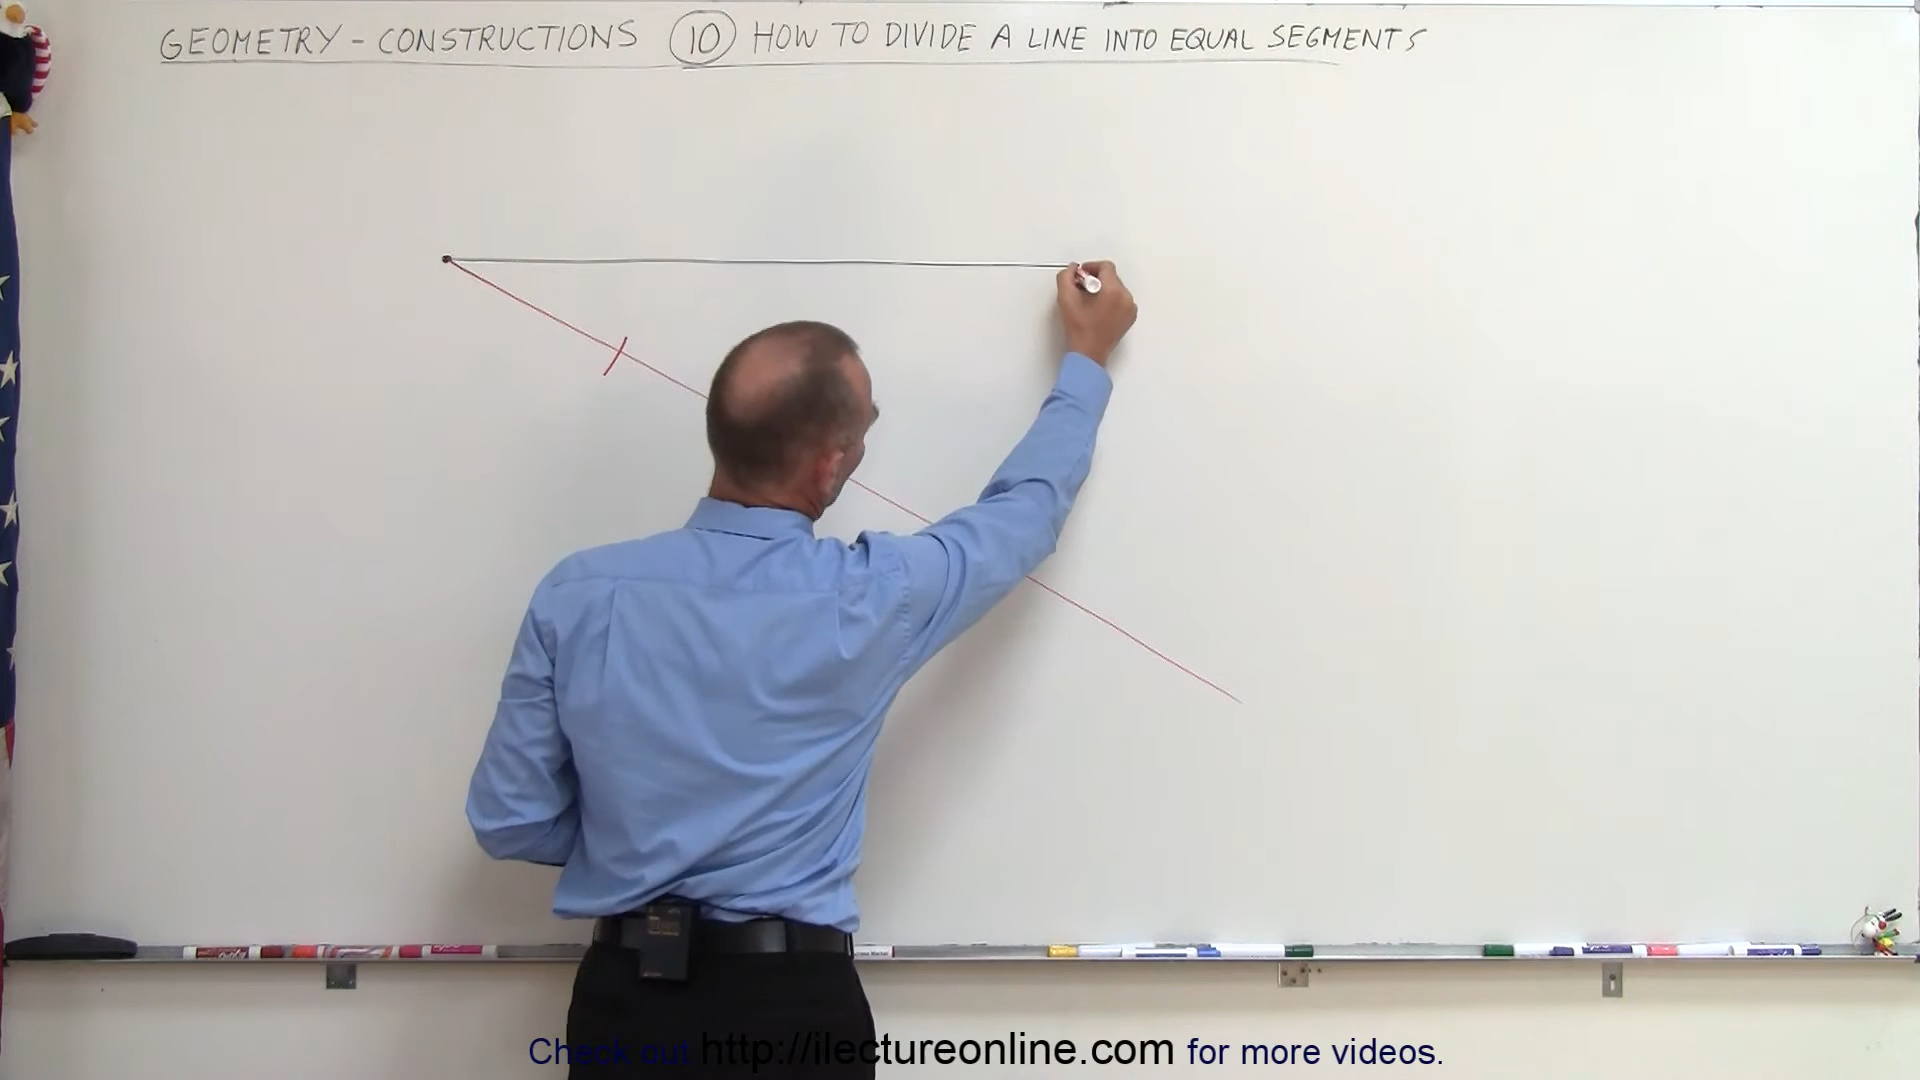 GEOMETRY - CONSTRUCTIONS 10 HOW TO DIVIDE A LINE INTO EQUAL SEGMENTS
Check out http://ilectureonline.com for more videos.